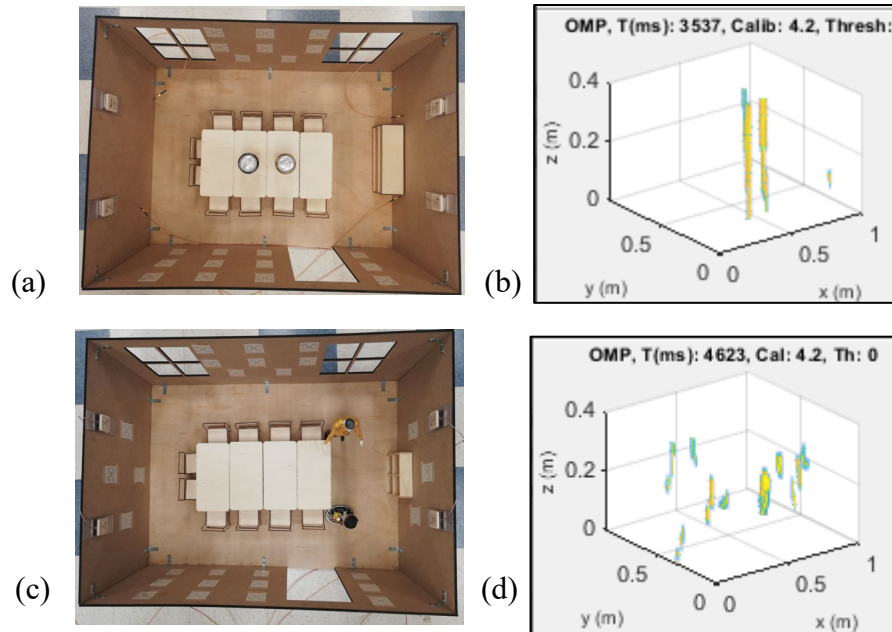 OMP, T(ms): 3537, Calib: 4.2, Thresh:
0.4
0.2
0
z (m)
0.5
0
y (m)
0
0.5
1
x (m)
(a)
(b)
OMP, T(ms): 4623, Cal: 4.2, Th: 0
0.4
0.2
0
z (m)
0.5
0
y (m)
0
0.5
1
x (m)
(c)
(d)